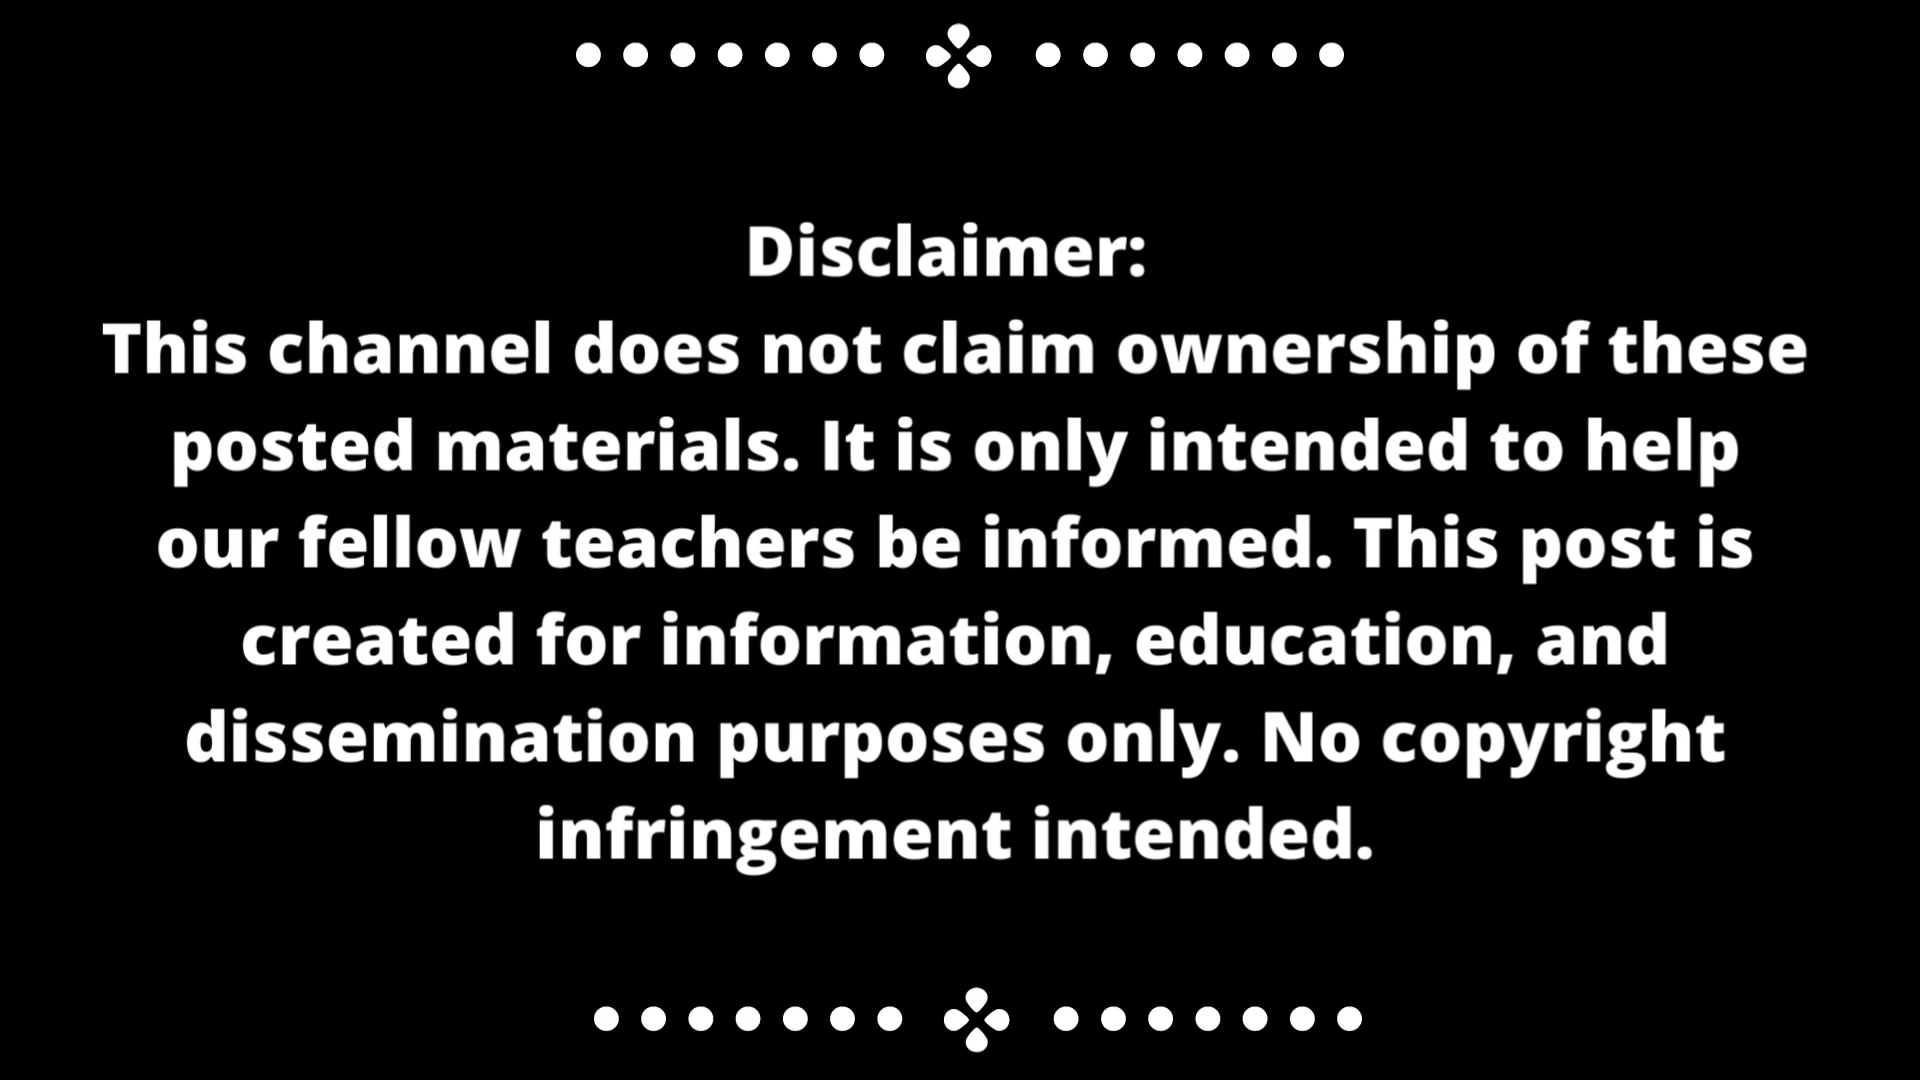 Disclaimer:
This channel does not claim ownership of these
posted materials. It is only intended to help
our fellow teachers be informed. This post is
created for information, education, and
dissemination purposes only. No copyright
infringement intended.